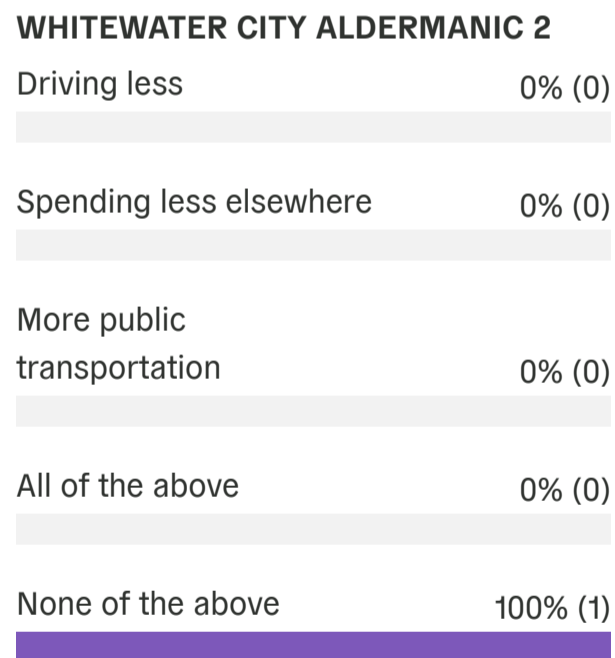 WHITEWATER CITY ALDERMANIC 2
Driving less 0% (0)
Spending less elsewhere 0% (0)
More public
transportation 0% (0)
All of the above 0% (0)
None of the above 100% (1)